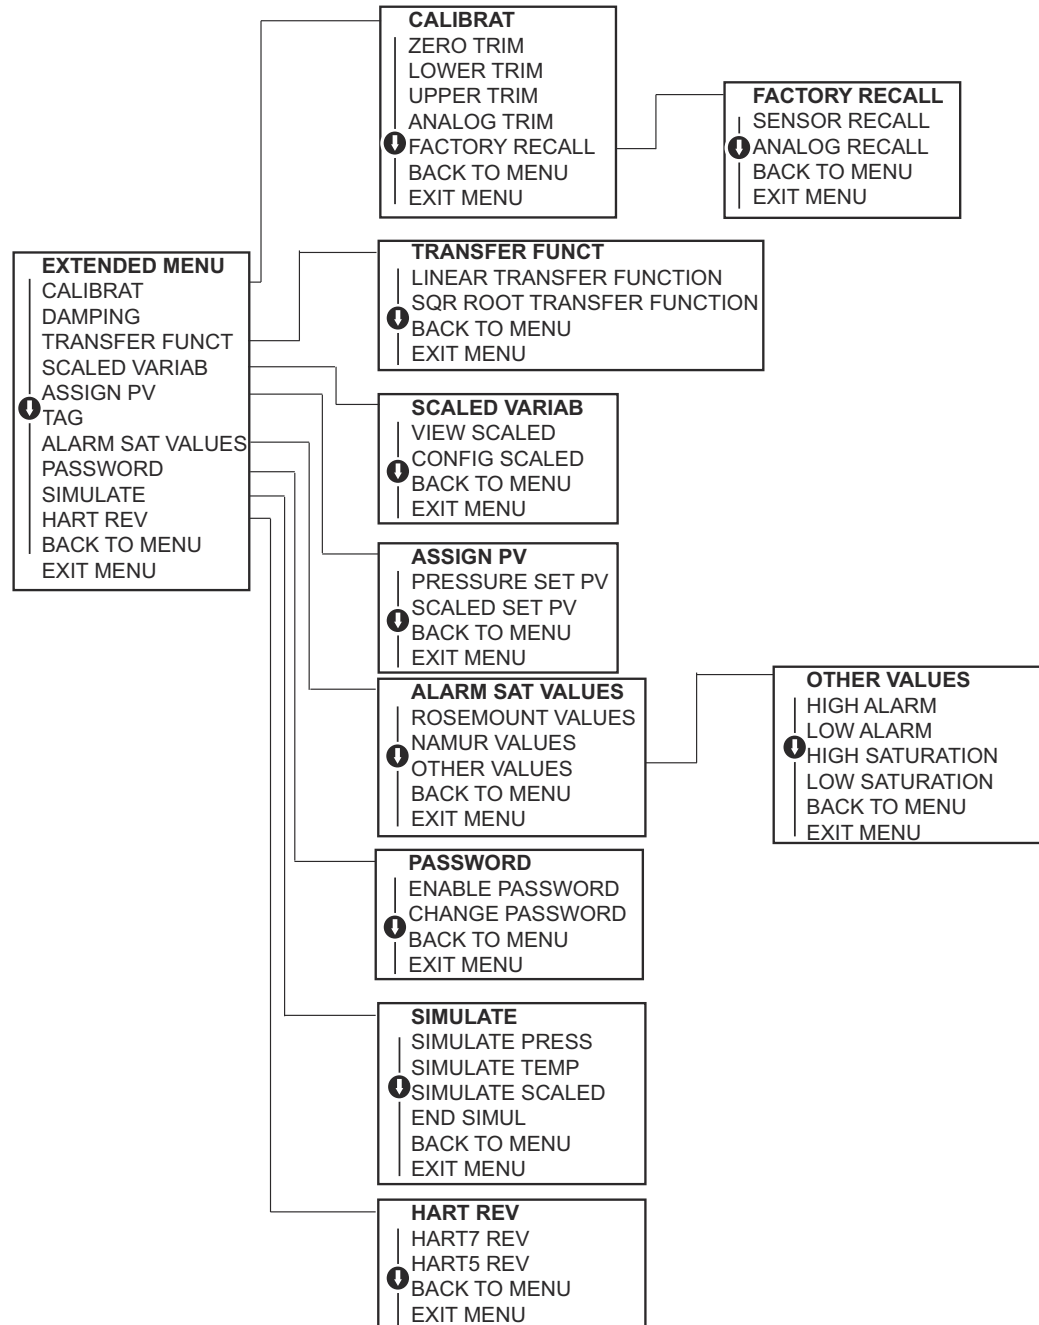 CALIBRAT
ZERO TRIM
LOWER TRIM
UPPER TRIM
ANALOG TRIM
FACTORY RECALL
BACK TO MENU
EXIT MENU
FACTORY RECALL
SENSOR RECALL
ANALOG RECALL
BACK TO MENU
EXIT MENU
EXTENDED MENU
CALIBRAT
DAMPING
TRANSFER FUNCT
SCALED VARIAB
ASSIGN PV
TAG
ALARM SAT VALUES
PASSWORD
SIMULATE
HART REV
BACK TO MENU
EXIT MENU
TRANSFER FUNCT
LINEAR TRANSFER FUNCTION
SQR ROOT TRANSFER FUNCTION
BACK TO MENU
EXIT MENU
SCALED VARIAB
VIEW SCALED
CONFIG SCALED
BACK TO MENU
EXIT MENU
ASSIGN PV
PRESSURE SET PV
SCALED SET PV
BACK TO MENU
EXIT MENU
ALARM SAT VALUES
ROSEMOUNT VALUES
NAMUR VALUES
OTHER VALUES
BACK TO MENU
EXIT MENU
OTHER VALUES
HIGH ALARM
LOW ALARM
HIGH SATURATION
LOW SATURATION
BACK TO MENU
EXIT MENU
PASSWORD
ENABLE PASSWORD
CHANGE PASSWORD
BACK TO MENU
EXIT MENU
SIMULATE
SIMULATE PRESS
SIMULATE TEMP
SIMULATE SCALED
END SIMUL
BACK TO MENU
EXIT MENU
HART REV
HART7 REV
HART5 REV
BACK TO MENU
EXIT MENU